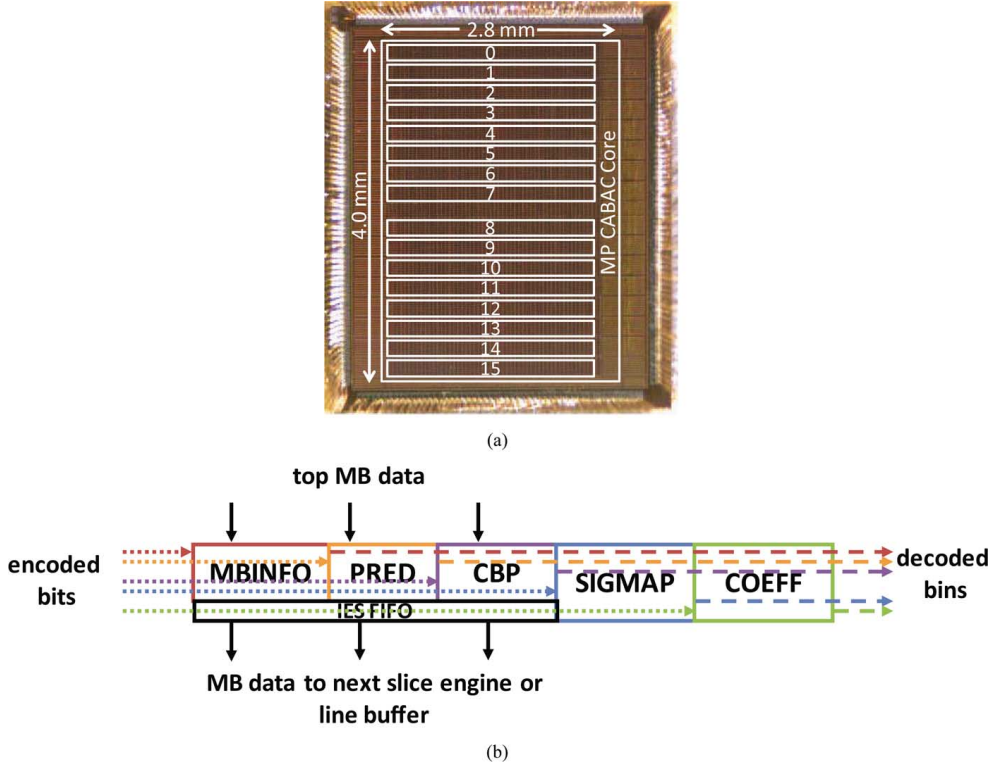 2.8 mm
0
1
2
3
4
5
6
7
8
9
10
11
12
13
14
15
4.0 mm
MP CABAC Core
(a)
top MB data
encoded bits
MBINFO
PRED
CBP
SIGMAP
COEFF
decoded bins
IES FIFO
MB data to next slice engine or
line buffer
(b)